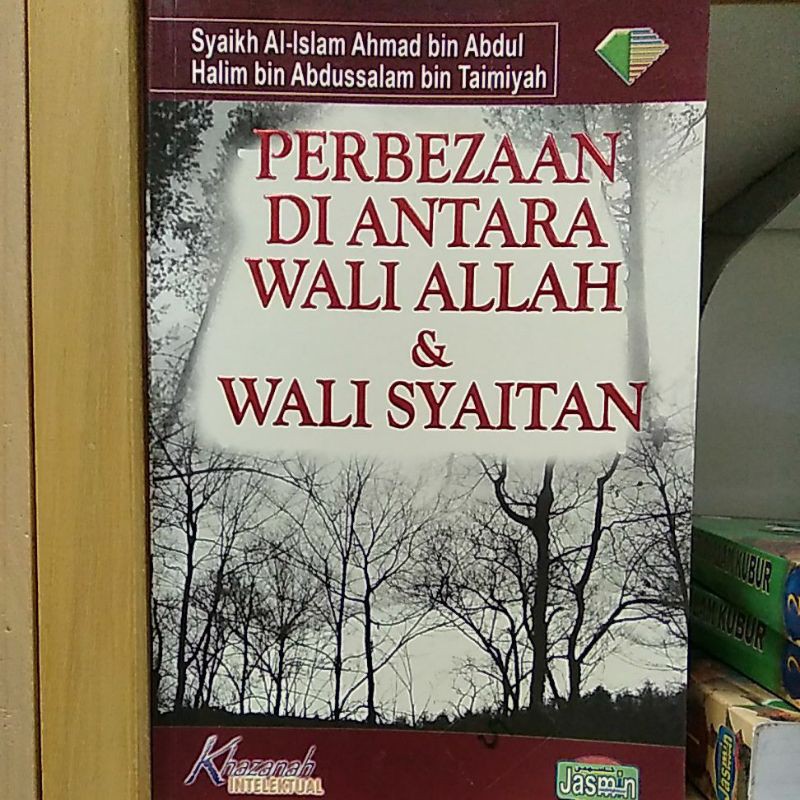 Syaikh Al-Islam Ahmad bin Abdul
Halim bin Abdussalam bin Taimiyah
PERBEZAAN
DI ANTARA
WALI ALLAH
&
WALI SYAITAN
Khazanah
INTELEKTUAL
Jasmin
KUBUR
KUBUR